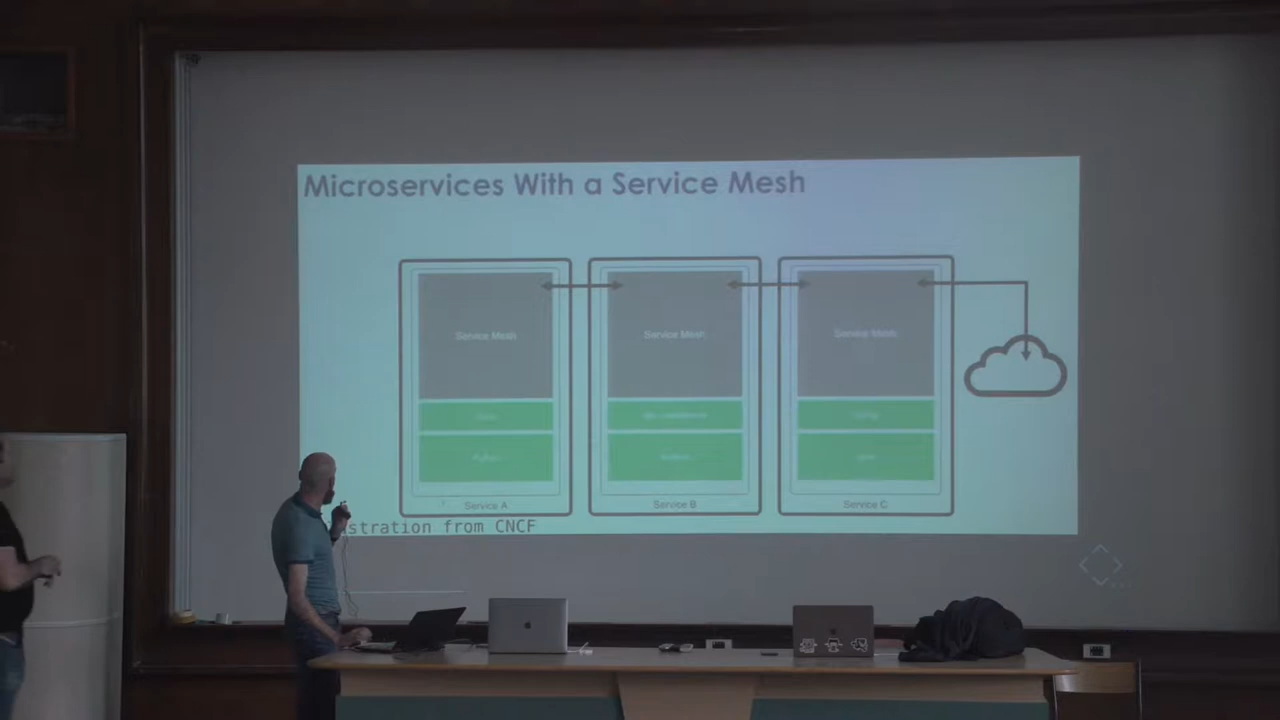 Microservices With a Service Mesh
Service Mesh
Service Mesh
Service Mesh
Service A
Service B
Service C
stration from CNCF